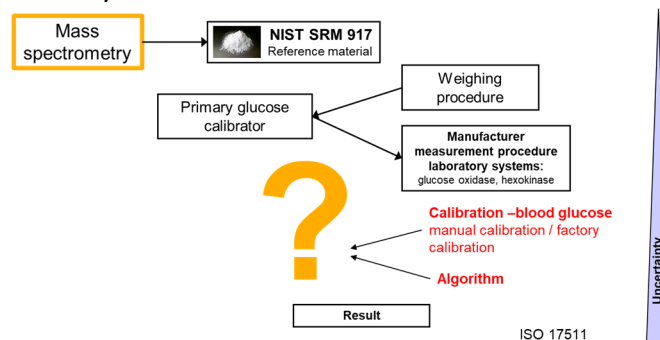 Mass
spectrometry
NIST SRM 917
Reference material
Weighing
procedure
Primary glucose
calibrator
Manufacturer
measurement procedure
laboratory systems:
glucose oxidase, hexokinase
?
Calibration –blood glucose
manual calibration / factory
calibration
Algorithm
Result
ISO 17511
Uncertainty